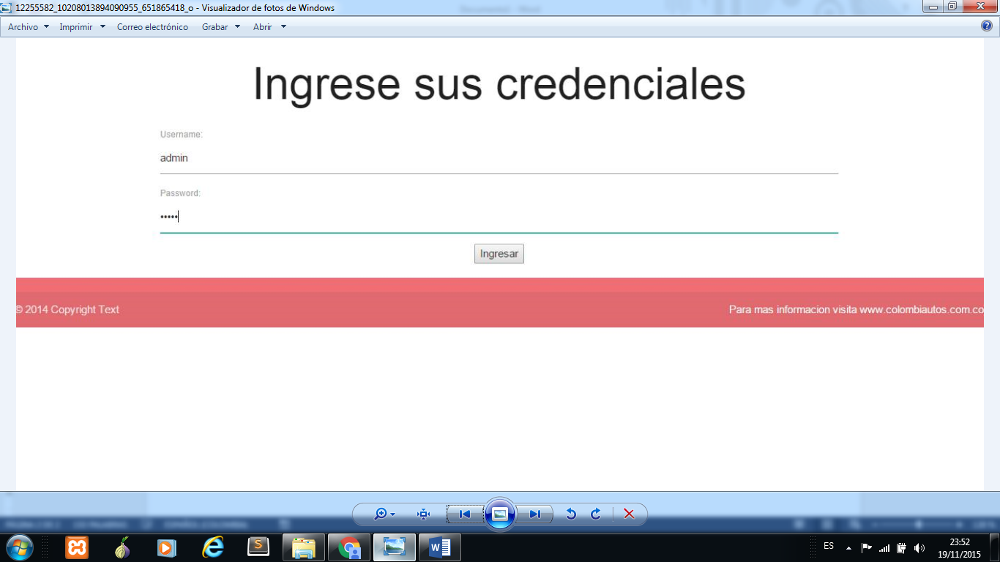 12255582_10208013894090955_651865418_o - Visualizador de fotos de Windows
Archivo Imprimir Correo electrónico Grabar Abrir
Ingrese sus credenciales
Username:
admin
Password:
•••••
Ingresar
© 2014 Copyright Text Para mas informacion visita www.colombiautos.com.co
ES
23:52
19/11/2015